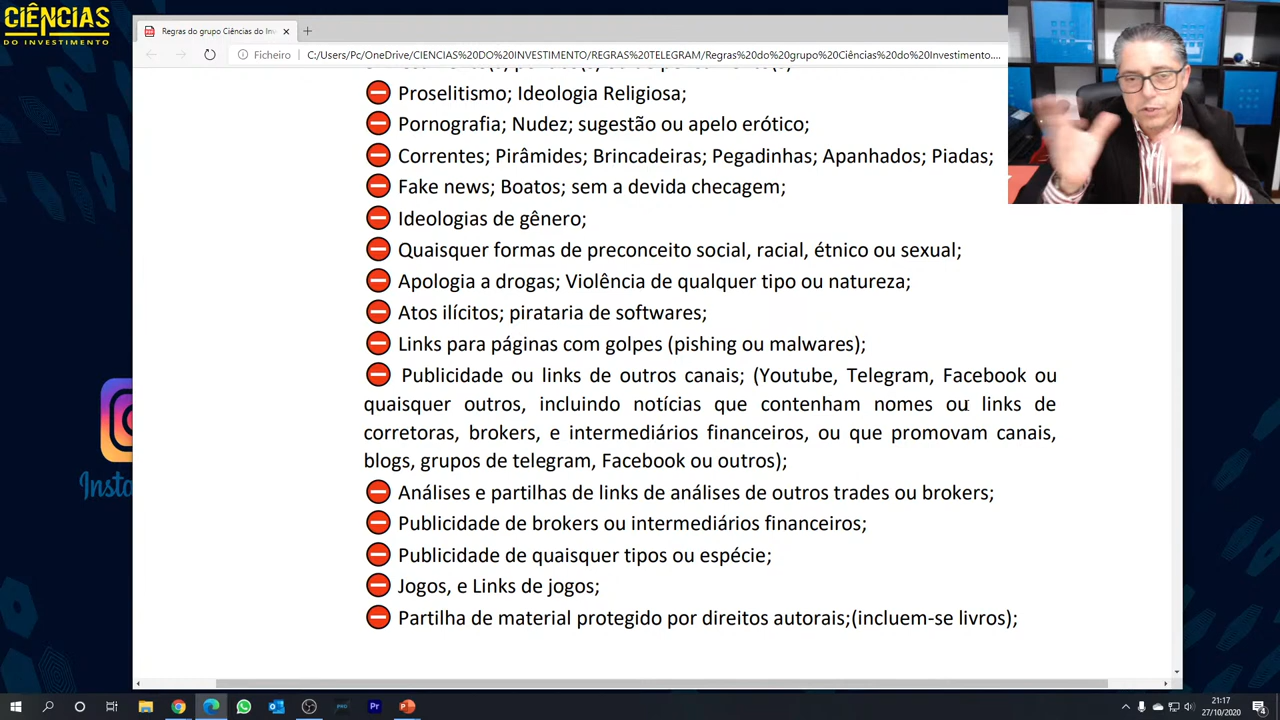 CIÊNCIAS
DO INVESTIMENTO
Regras do grupo Ciências do Inv
Ficheiro
C:/Users/Pc/OneDrive/CIENCIAS%20DO%20INVESTIMENTO/REGRAS%20TELEGRAM/Regras%20do%20grupo%20Ciências%20do%20Investimento....
Proselitismo; Ideologia Religiosa;
Pornografia; Nudez; sugestão ou apelo erótico;
Correntes; Pirâmides; Brincadeiras; Pegadinhas; Apanhados; Piadas;
Fake news; Boatos; sem a devida checagem;
Ideologias de gênero;
Quaisquer formas de preconceito social, racial, étnico ou sexual;
Apologia a drogas; Violência de qualquer tipo ou natureza;
Atos ilícitos; pirataria de softwares;
Links para páginas com golpes (pishing ou malwares);
Publicidade ou links de outros canais; (Youtube, Telegram, Facebook ou
quaisquer outros, incluindo notícias que contenham nomes ou links de
corretoras, brokers, e intermediários financeiros, ou que promovam canais,
blogs, grupos de telegram, Facebook ou outros);
Análises e partilhas de links de análises de outros trades ou brokers;
Publicidade de brokers ou intermediários financeiros;
Publicidade de quaisquer tipos ou espécie;
Jogos, e Links de jogos;
Partilha de material protegido por direitos autorais;(incluem-se livros);
Insta
21:17
27/10/2020